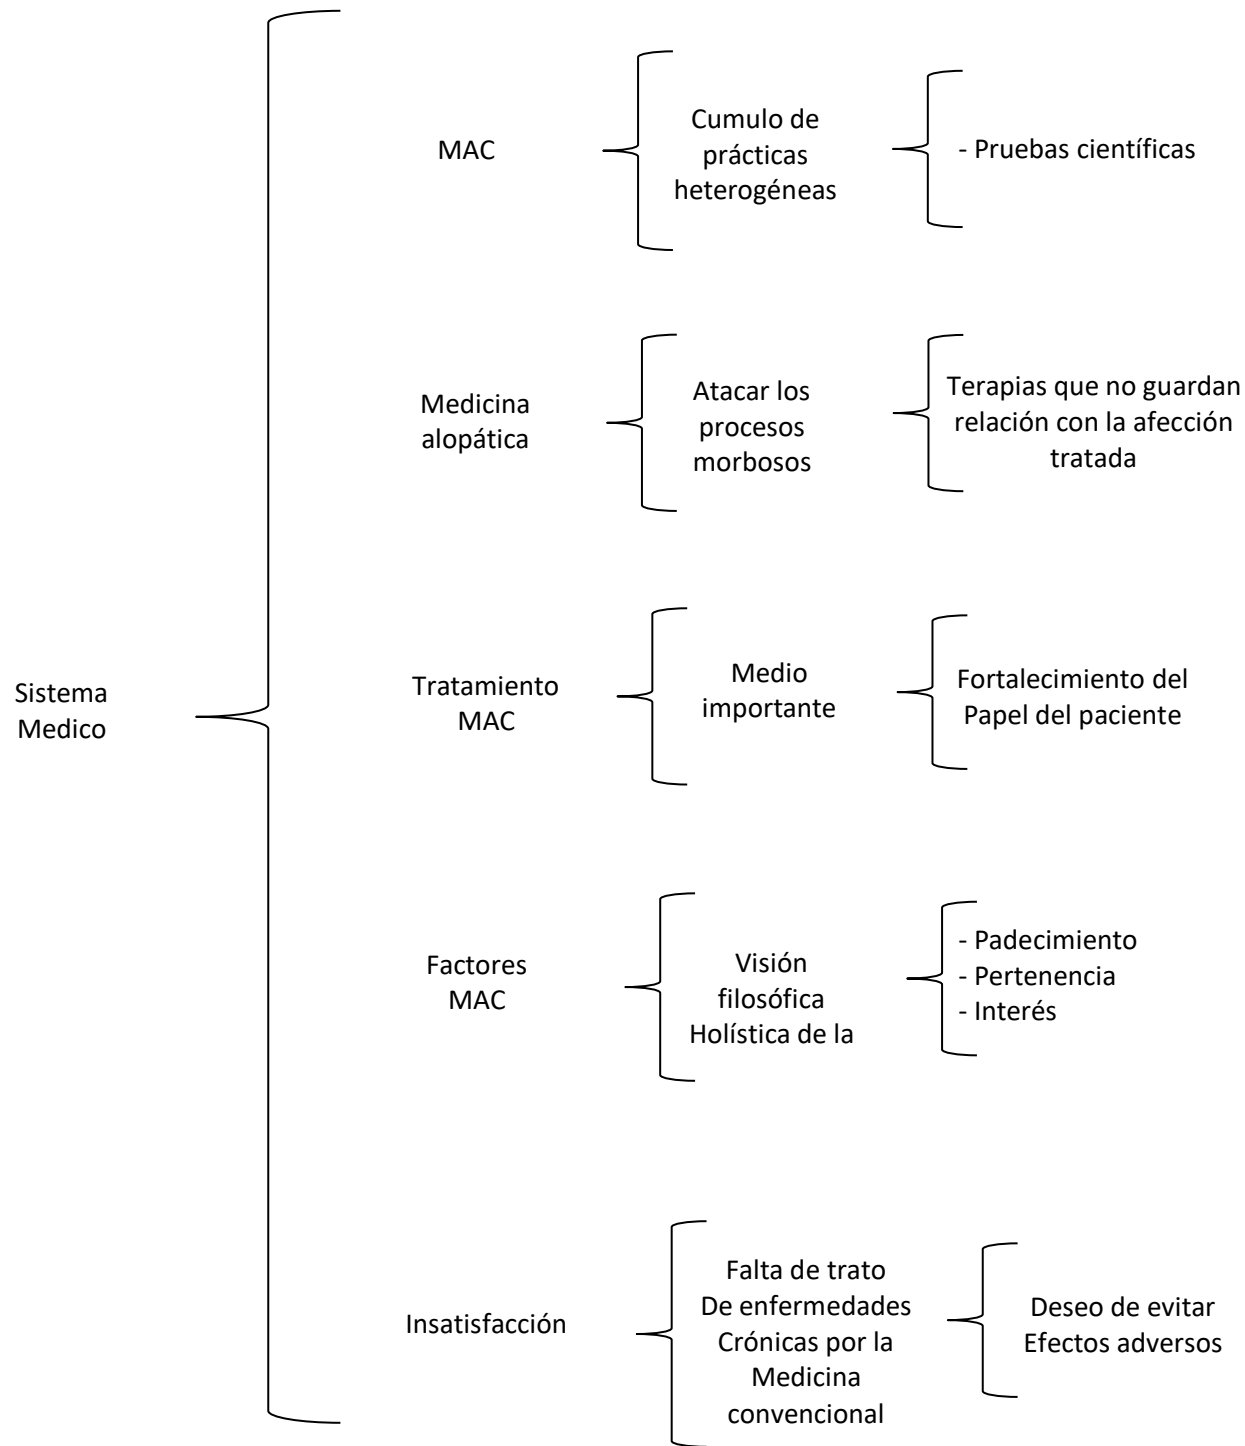 Sistema
Medico
MAC
Cumulo de
prácticas
heterogéneas
- Pruebas científicas
Medicina
alopática
Atacar los
procesos
morbosos
Terapias que no guardan
relación con la afección
tratada
Tratamiento
MAC
Medio
importante
Fortalecimiento del
Papel del paciente
Factores
MAC
Visión
filosófica
Holística de la
- Padecimiento
- Pertenencia
- Interés
Insatisfacción
Falta de trato
De enfermedades
Crónicas por la
Medicina
convencional
Deseo de evitar
Efectos adversos